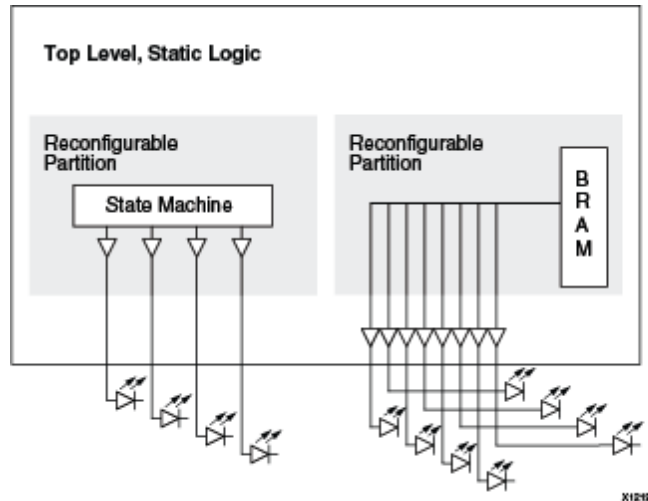 Top Level, Static Logic
Reconfigurable
Partition
State Machine
Reconfigurable
Partition
B
R
A
M